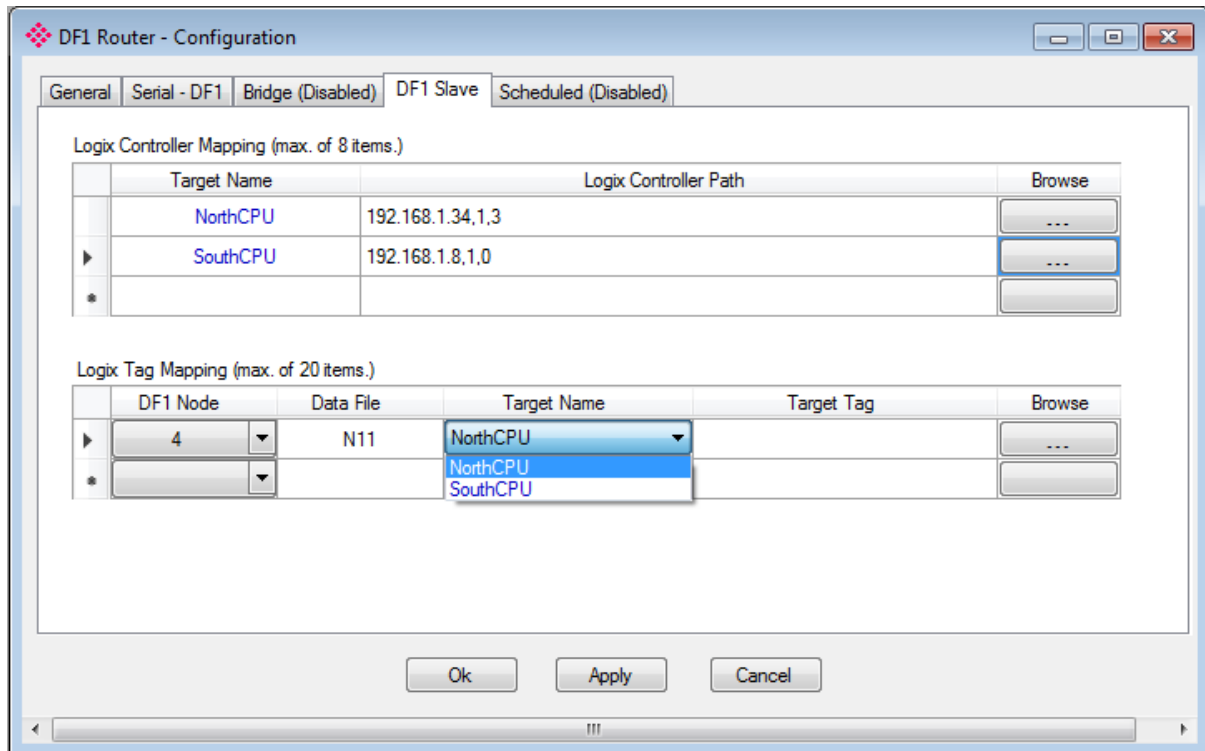 DF1 Router - Configuration
General Serial - DF1 Bridge (Disabled) DF1 Slave Scheduled (Disabled)
Logix Controller Mapping (max. of 8 items.)
Target Name Logix Controller Path Browse
NorthCPU 192.168.1.34,1,3 ...
SouthCPU 192.168.1.8,1,0 ...
Logix Tag Mapping (max. of 20 items.)
DF1 Node Data File Target Name Target Tag Browse
4 N11 NorthCPU ...
NorthCPU
SouthCPU
Ok Apply Cancel